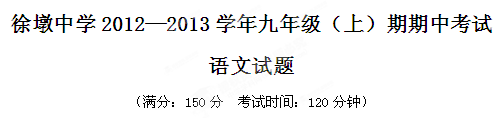 徐墩中学 2012—2013 学年九年级（上）期期中考试
语文试题
（满分：150 分  考试时间：120 分钟）